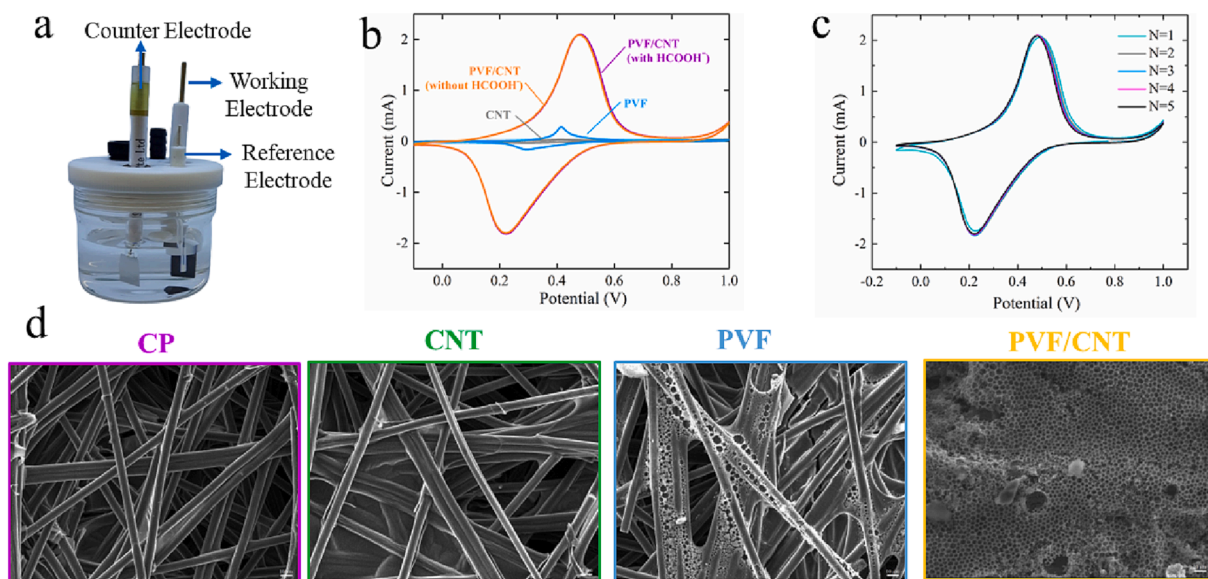 a
Counter Electrode
Working
Electrode
Reference
Electrode
te Ltd
b
2
1
0
-1
-2
Current (mA)
0.0 0.2 0.4 0.6 0.8 1.0
Potential (V)
PVF/CNT
(with HCOOH⁻)
PVF/CNT
(without HCOOH⁻)
CNT
PVF
c
2
1
0
-1
-2
Current (mA)
-0.2 0.0 0.2 0.4 0.6 0.8 1.0
Potential (V)
N=1
N=2
N=3
N=4
N=5
d
CP
CNT
PVF
PVF/CNT